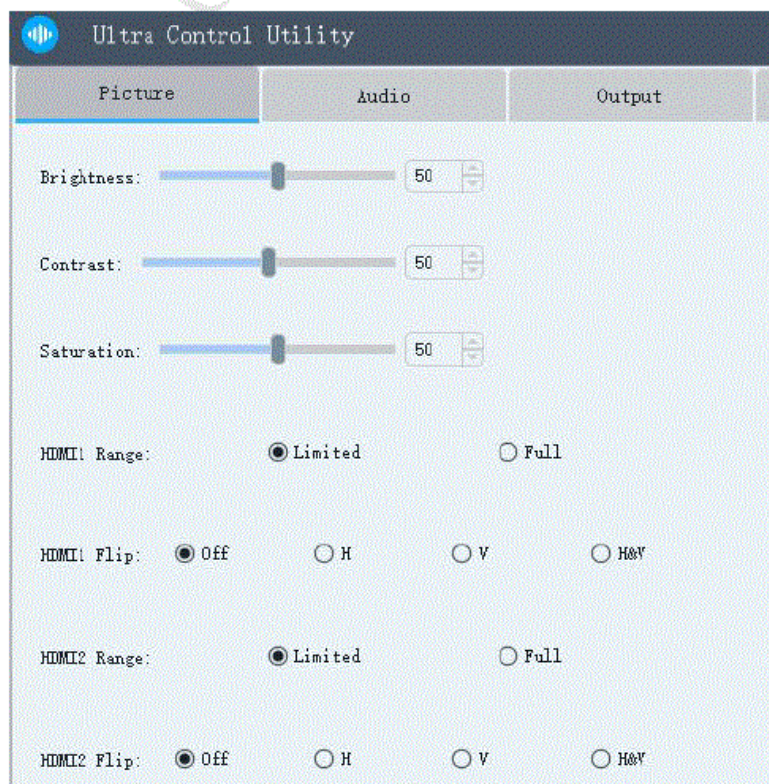 Ultra Control Utility
Picture Audio Output
Brightness: 50
Contrast: 50
Saturation: 50
HDMI1 Range: Limited Full
HDMI1 Flip: Off H V H&V
HDMI2 Range: Limited Full
HDMI2 Flip: Off H V H&V